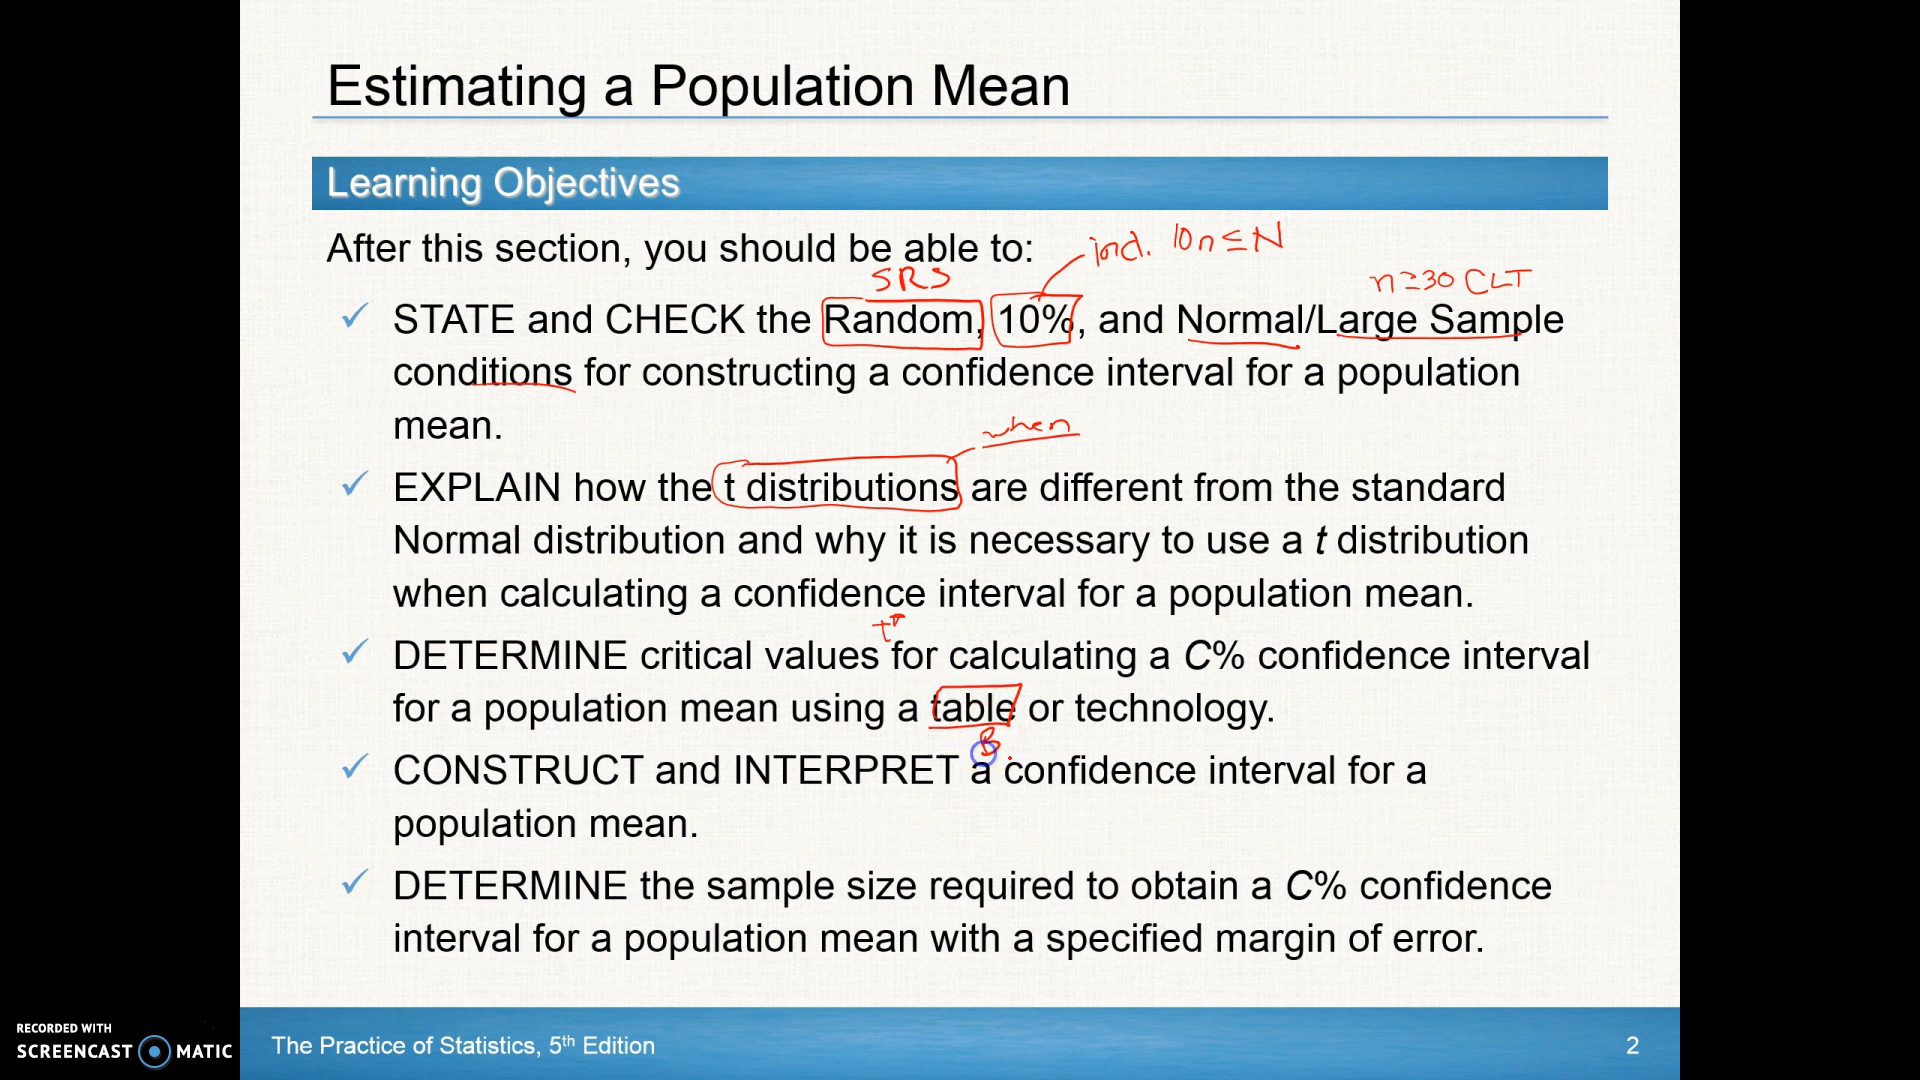 Estimating a Population Mean
Learning Objectives
After this section, you should be able to:
ind. 10n ≤ N
SRS
n ≥ 30 CLT
✓ STATE and CHECK the Random, 10%, and Normal/Large Sample
conditions for constructing a confidence interval for a population
mean.
when
✓ EXPLAIN how the t distributions are different from the standard
Normal distribution and why it is necessary to use a t distribution
when calculating a confidence interval for a population mean.
t*
✓ DETERMINE critical values for calculating a C% confidence interval
for a population mean using a table or technology.
B
✓ CONSTRUCT and INTERPRET a confidence interval for a
population mean.
✓ DETERMINE the sample size required to obtain a C% confidence
interval for a population mean with a specified margin of error.
RECORDED WITH
SCREENCAST MATIC
The Practice of Statistics, 5th Edition
2